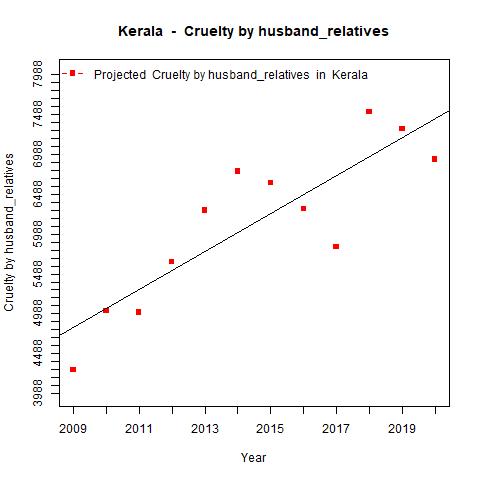 Kerala - Cruelty by husband_relatives
Projected Cruelty by husband_relatives in Kerala
Cruelty by husband_relatives
7988
7488
6988
6488
5988
5488
4988
4488
3988
2009 2011 2013 2015 2017 2019
Year